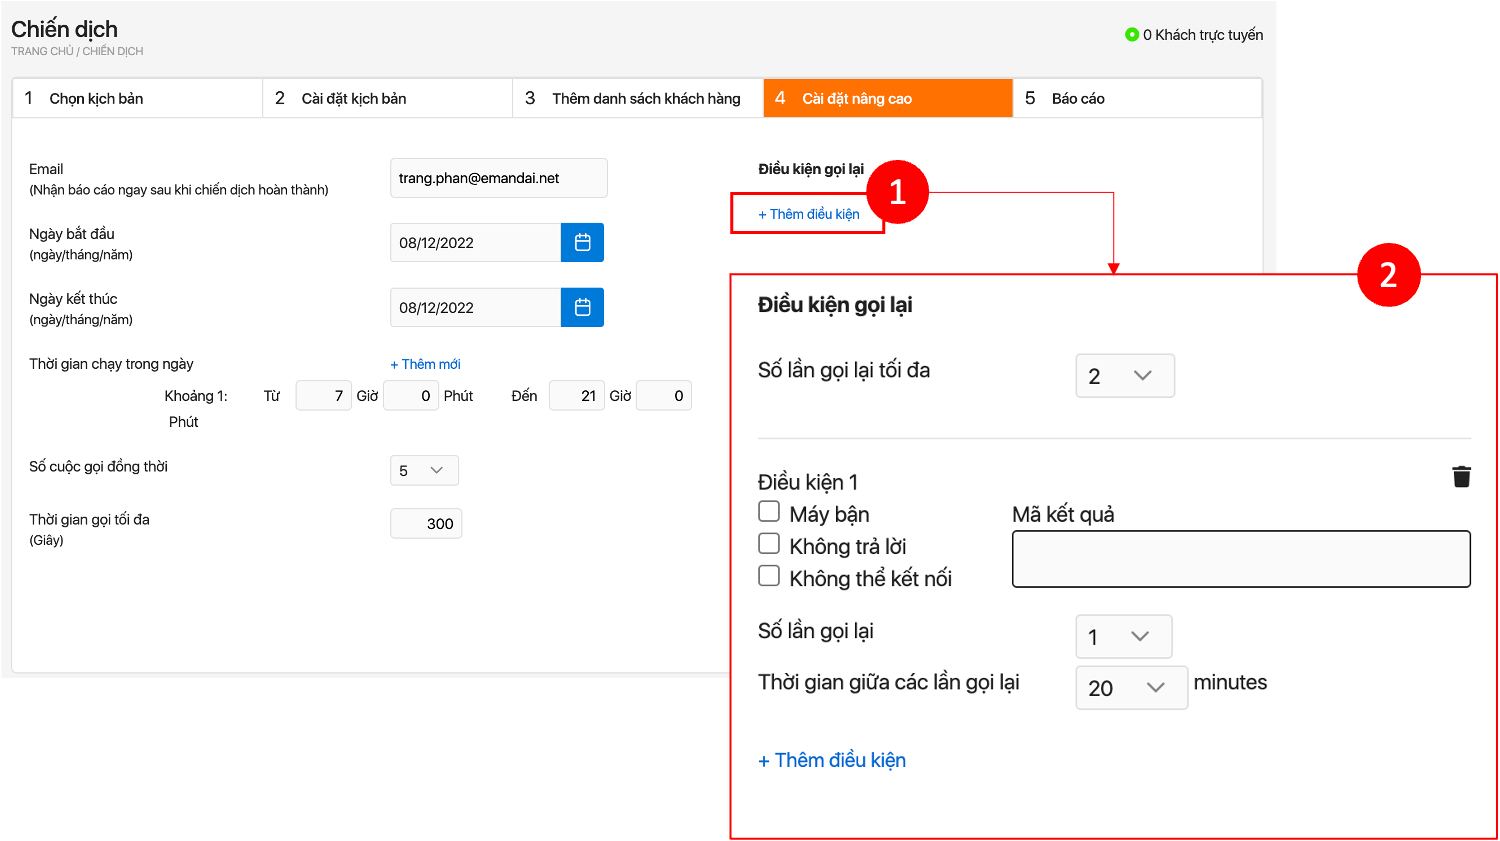 Chiến dịch
TRANG CHỦ / CHIẾN DỊCH
0 Khách trực tuyến
1 Chọn kịch bản
2 Cài đặt kịch bản
3 Thêm danh sách khách hàng
4 Cài đặt nâng cao
5 Báo cáo
Email
(Nhận báo cáo ngay sau khi chiến dịch hoàn thành)
trang.phan@emandai.net
Ngày bắt đầu
(ngày/tháng/năm)
08/12/2022
Ngày kết thúc
(ngày/tháng/năm)
08/12/2022
Thời gian chạy trong ngày
+ Thêm mới
Khoảng 1: Từ 7 Giờ 0 Phút Đến 21 Giờ 0
Phút
Số cuộc gọi đồng thời
5
Thời gian gọi tối đa
(Giây)
300
Điều kiện gọi lại
+ Thêm điều kiện
1
2
Điều kiện gọi lại
Số lần gọi lại tối đa
2
Điều kiện 1
Máy bận
Không trả lời
Không thể kết nối
Mã kết quả
Số lần gọi lại
1
Thời gian giữa các lần gọi lại
20 minutes
+ Thêm điều kiện